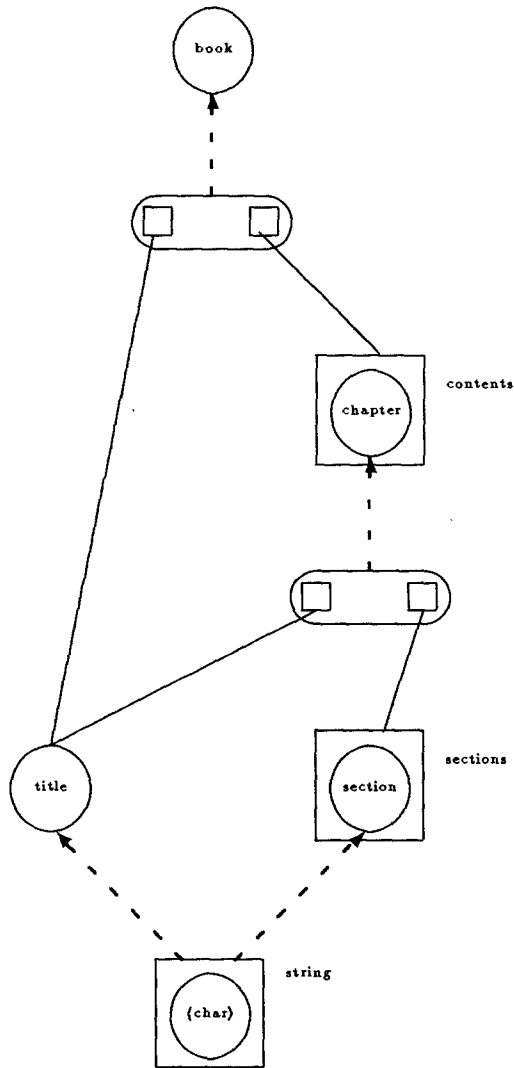 book
contents
chapter
sections
title
section
string
(char)